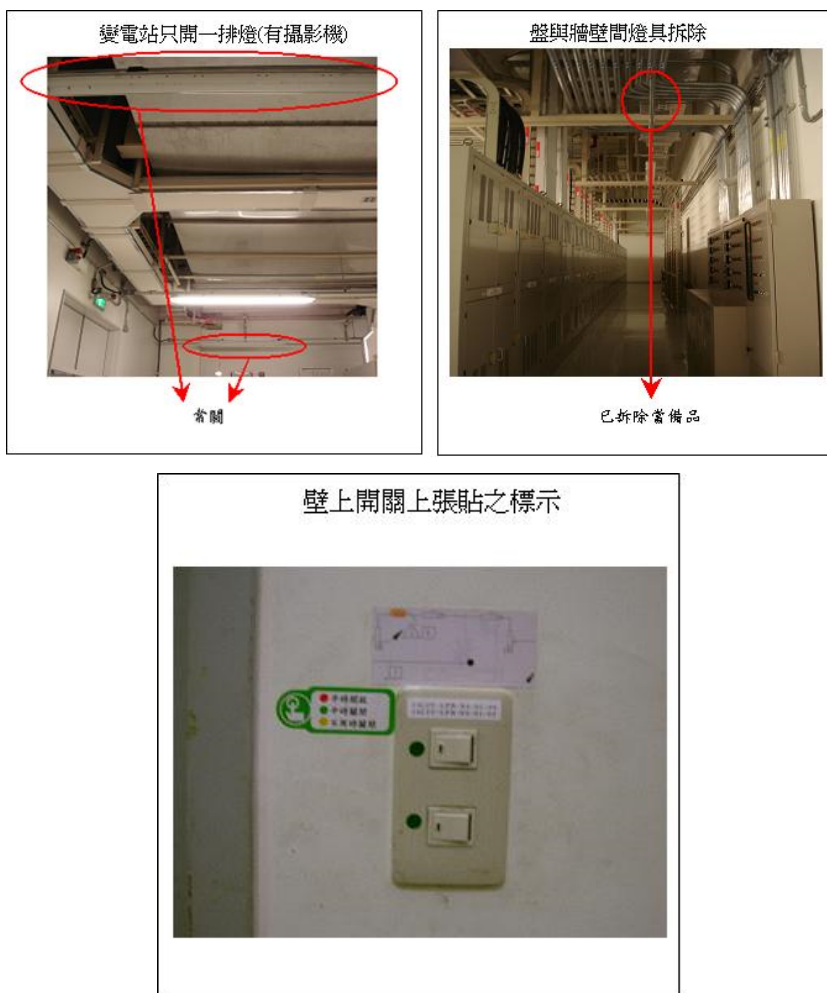 變電站只開一排燈(有攝影機)
常關
盤與牆壁間燈具拆除
已拆除當備品
壁上開關上張貼之標示